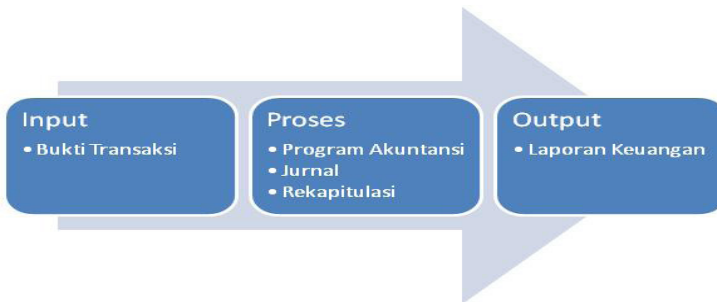 Input
• Bukti Transaksi
Proses
• Program Akuntansi
• Jurnal
• Rekapitulasi
Output
• Laporan Keuangan